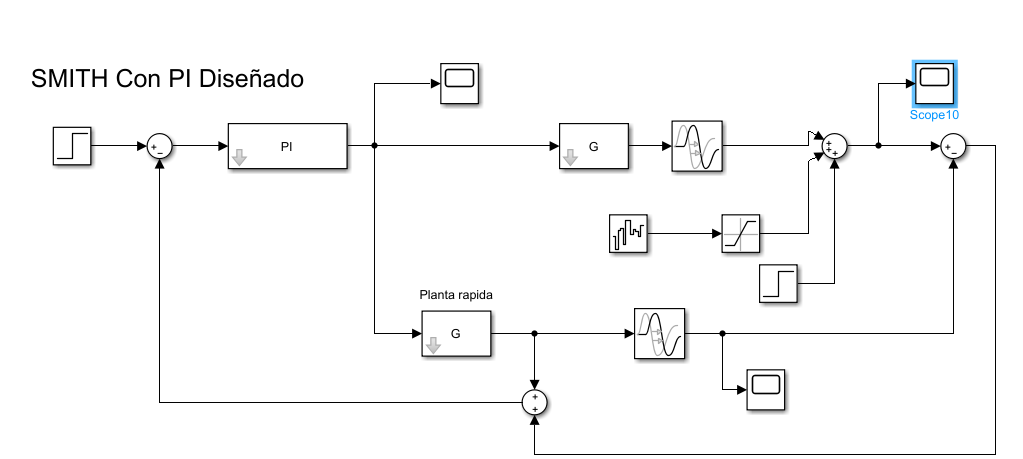 SMITH Con PI Diseñado
Scope10
PI
G
Planta rapida
G